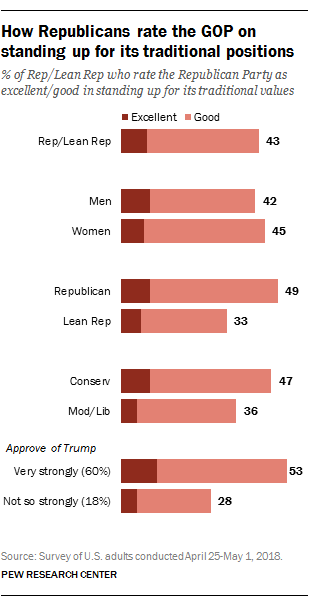 How Republicans rate the GOP on
standing up for its traditional positions
% of Rep/Lean Rep who rate the Republican Party as
excellent/good in standing up for its traditional values
Excellent Good
Rep/Lean Rep 43
Men 42
Women 45
Republican 49
Lean Rep 33
Conserv 47
Mod/Lib 36
Approve of Trump
Very strongly (60%) 53
Not so strongly (18%) 28
Source: Survey of U.S. adults conducted April 25-May 1, 2018.
PEW RESEARCH CENTER